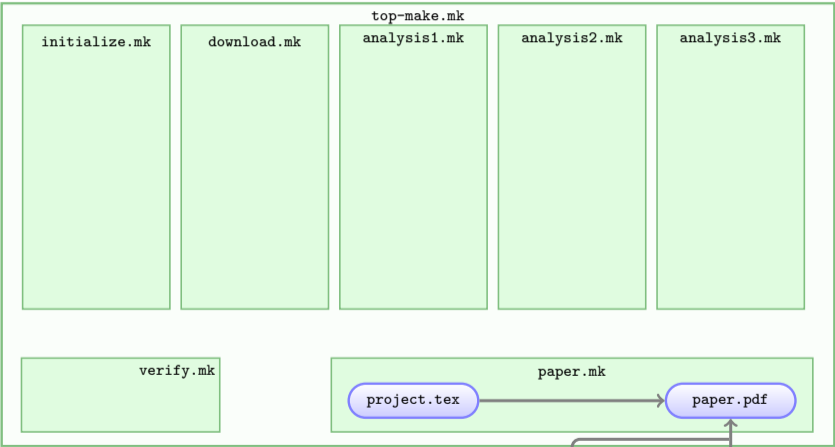 top-make.mk
initialize.mk
download.mk
analysis1.mk
analysis2.mk
analysis3.mk
verify.mk
paper.mk
project.tex
paper.pdf